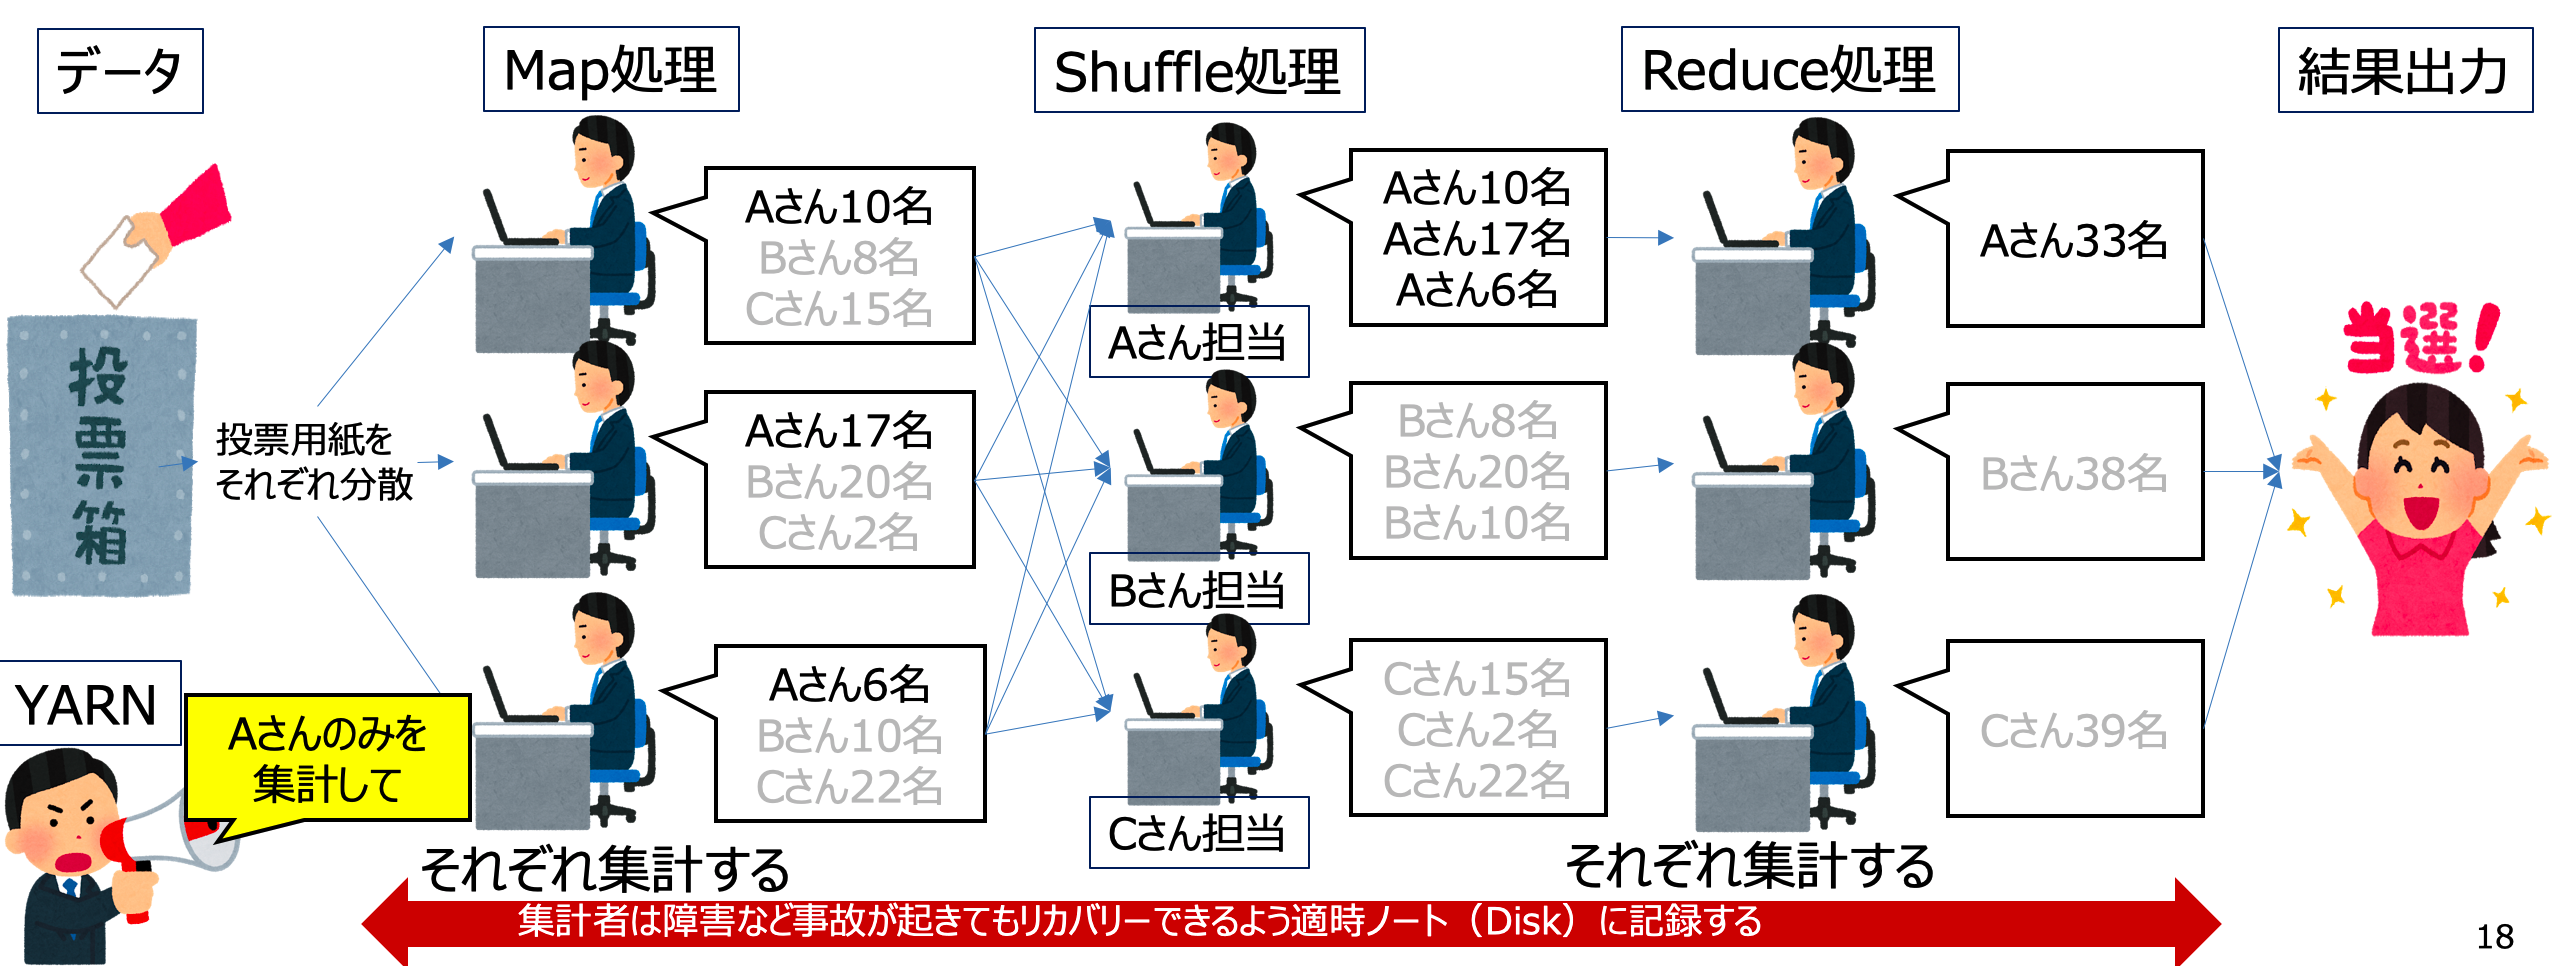 データ
Map処理
Shuffle処理
Reduce処理
結果出力
投票箱
投票用紙を
それぞれ分散
Aさん10名
Bさん8名
Cさん15名
Aさん17名
Bさん20名
Cさん2名
Aさん6名
Bさん10名
Cさん22名
それぞれ集計する
Aさん担当
Bさん担当
Cさん担当
Aさん10名
Aさん17名
Aさん6名
Bさん8名
Bさん20名
Bさん10名
Cさん15名
Cさん2名
Cさん22名
それぞれ集計する
Aさん33名
Bさん38名
Cさん39名
当選!
YARN
Aさんのみを
集計して
集計者は障害など事故が起きてもリカバリーできるよう適時ノート（Disk）に記録する
18